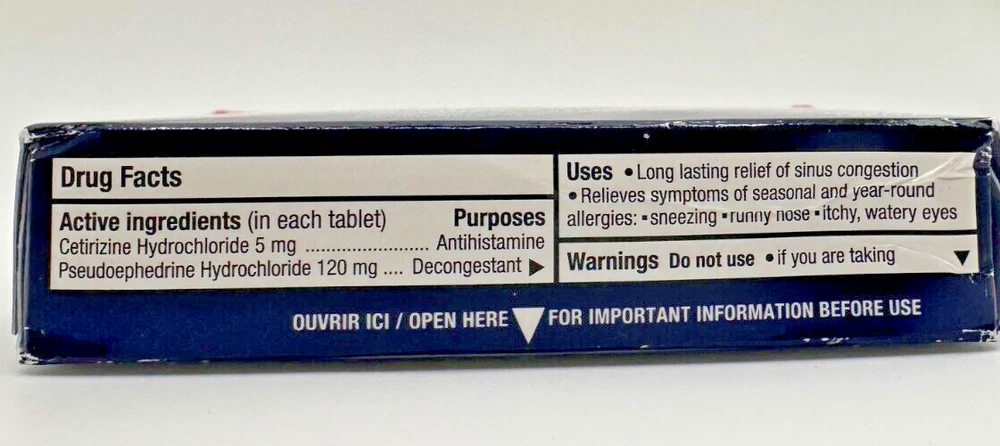 Drug Facts
Active ingredients (in each tablet) Purposes
Cetirizine Hydrochloride 5 mg ....................... Antihistamine
Pseudoephedrine Hydrochloride 120 mg .... Decongestant ▶
Uses • Long lasting relief of sinus congestion
• Relieves symptoms of seasonal and year-round
allergies: ▪ sneezing ▪ runny nose ▪ itchy, watery eyes
Warnings Do not use • if you are taking ▼
OUVRIR ICI / OPEN HERE ▼ FOR IMPORTANT INFORMATION BEFORE USE